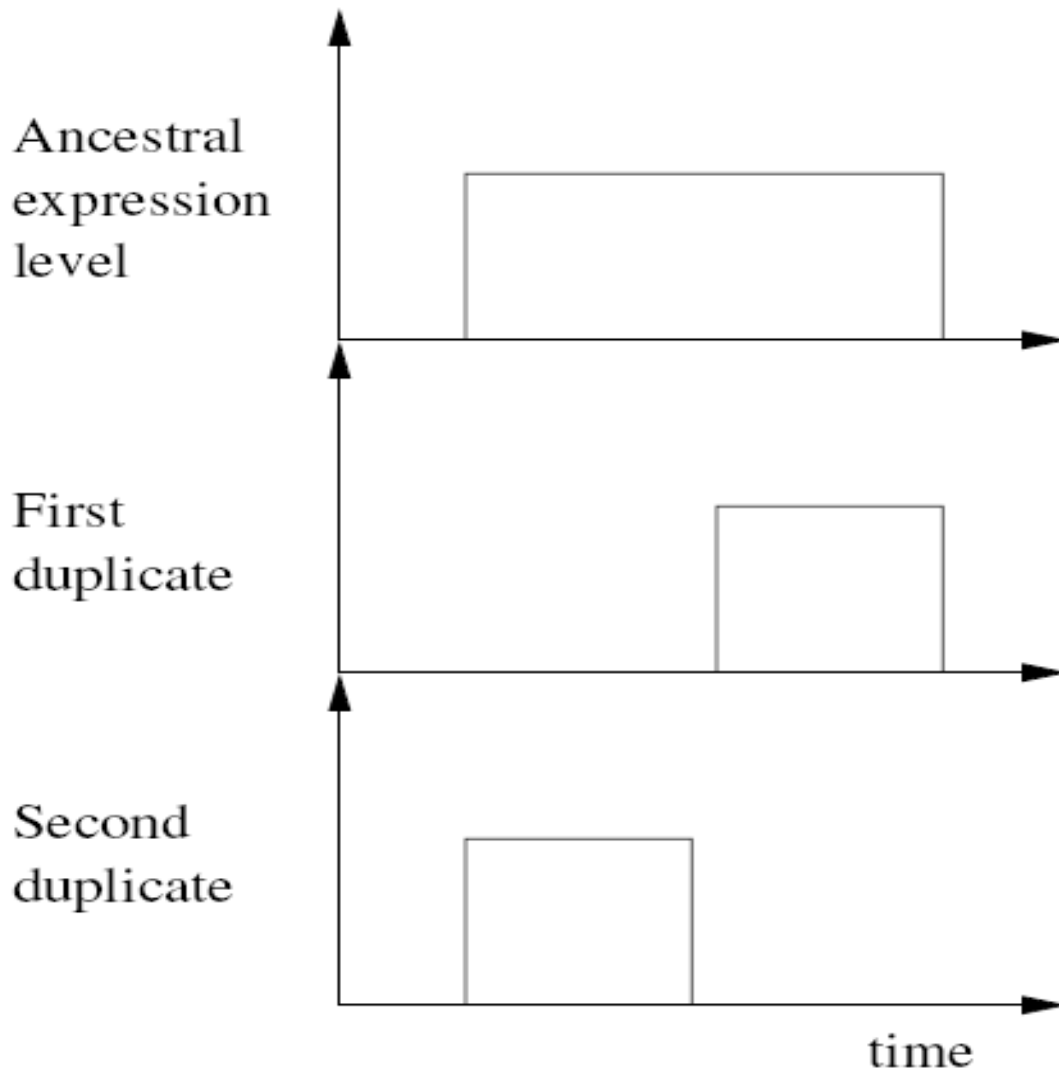 Ancestral
expression
level
First
duplicate
Second
duplicate
time